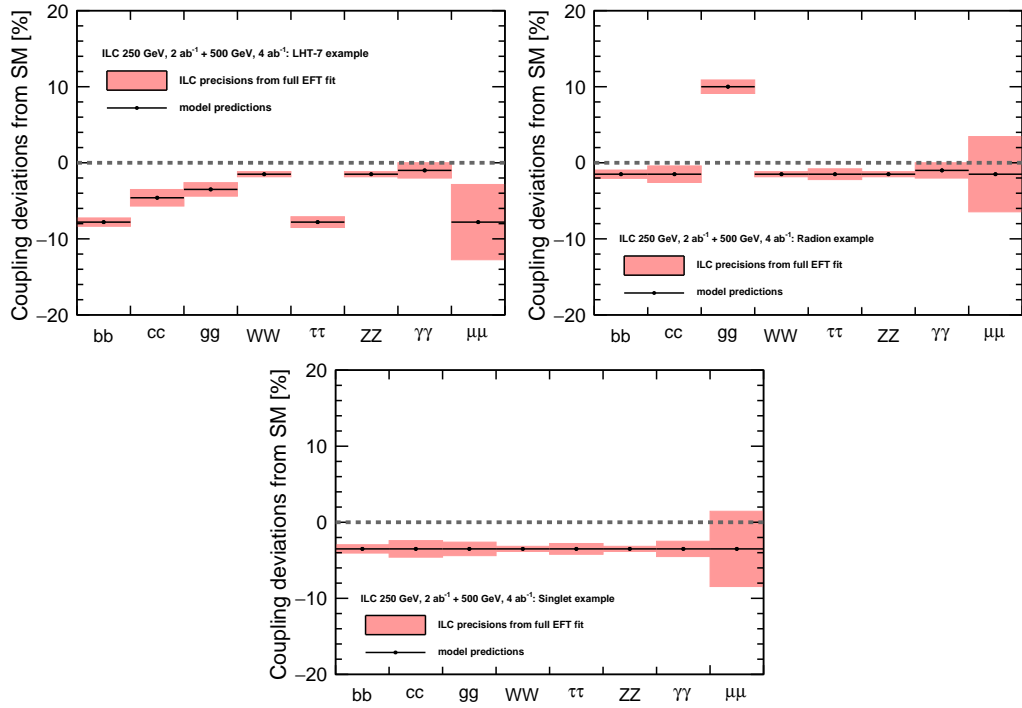 Coupling deviations from SM [%]
20
10
0
−10
−20
ILC 250 GeV, 2 ab⁻¹ + 500 GeV, 4 ab⁻¹: LHT-7 example
ILC precisions from full EFT fit
model predictions
bb cc gg WW ττ ZZ γγ μμ
Coupling deviations from SM [%]
20
10
0
−10
−20
ILC 250 GeV, 2 ab⁻¹ + 500 GeV, 4 ab⁻¹: Radion example
ILC precisions from full EFT fit
model predictions
bb cc gg WW ττ ZZ γγ μμ
Coupling deviations from SM [%]
20
10
0
−10
−20
ILC 250 GeV, 2 ab⁻¹ + 500 GeV, 4 ab⁻¹: Singlet example
ILC precisions from full EFT fit
model predictions
bb cc gg WW ττ ZZ γγ μμ